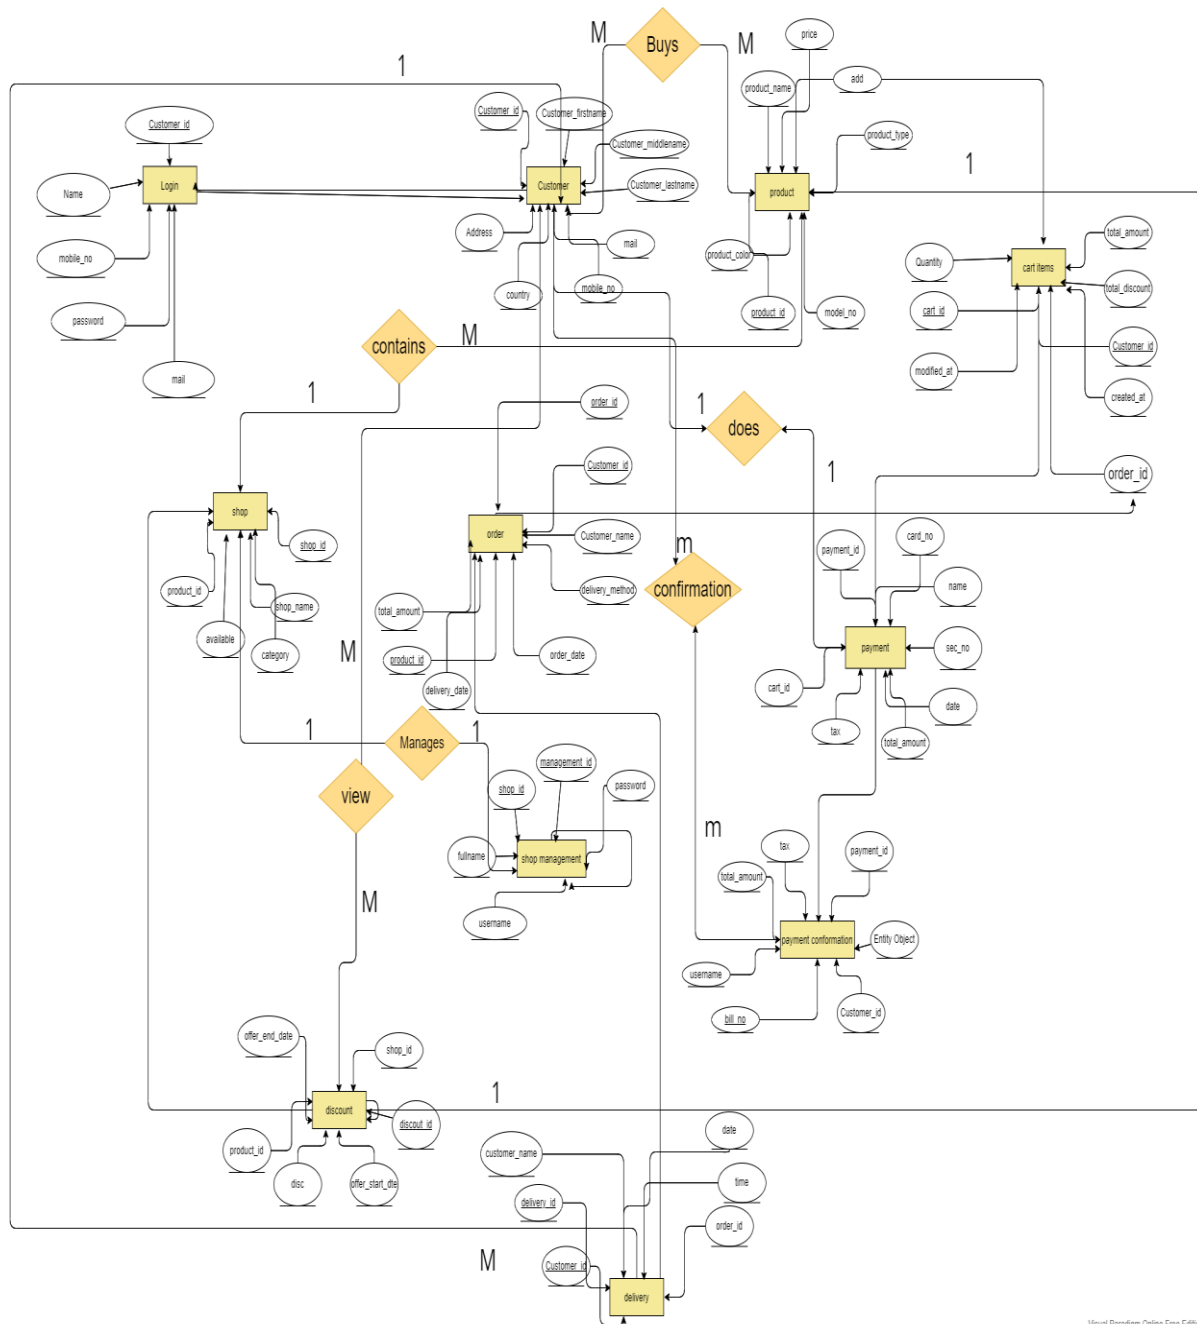 M
Buys
M
price
1
add
product_name
Customer_id
Customer_firstname
Customer_id
product_type
Customer_middlename
1
Login
Customer
product
Customer_lastname
Name
Address
mail
total_amount
mobile_no
product_color
Quantity
cart items
country
mobile_no
total_discount
password
product_id
model_no
cart_id
contains
M
Customer_id
mail
modified_at
1
order_id
1
does
created_at
Customer_id
1
order_id
shop
order
Customer_name
card_no
shop_id
m
payment_id
product_id
confirmation
name
shop_name
total_amount
delivery_method
available
category
M
product_id
order_date
payment
sec_no
delivery_date
cart_id
date
1
Manages
1
tax
total_amount
management_id
view
shop_id
password
m
fullname
shop management
tax
payment_id
total_amount
M
username
payment conformation
Entity Object
username
bill_no
Customer_id
offer_end_date
shop_id
1
discount
discout_id
product_id
date
customer_name
disc
offer_start_dte
time
delivery_id
order_id
M
Customer_id
delivery